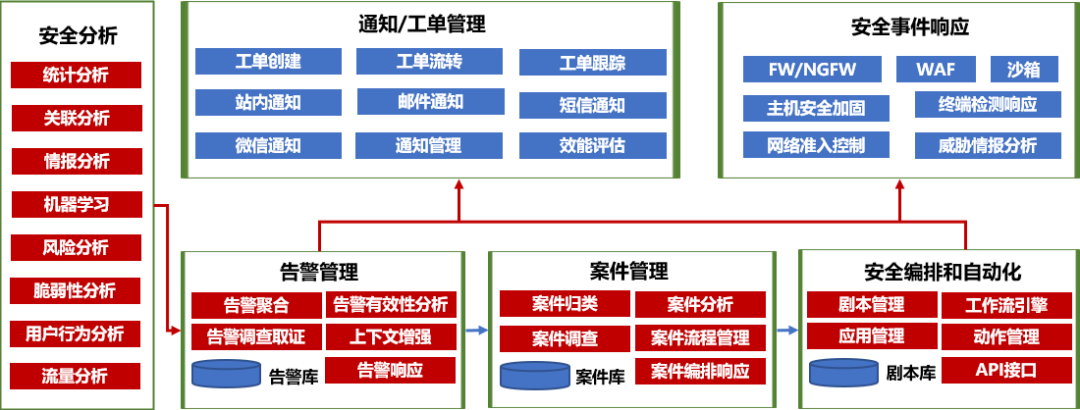 安全分析
统计分析
关联分析
情报分析
机器学习
风险分析
脆弱性分析
用户行为分析
流量分析
通知/工单管理
工单创建 工单流转 工单跟踪
站内通知 邮件通知 短信通知
微信通知 通知管理 效能评估
安全事件响应
FW/NGFW WAF 沙箱
主机安全加固 终端检测响应
网络准入控制 威胁情报分析
告警管理
告警聚合 告警有效性分析
告警调查取证 上下文增强
告警库 告警响应
案件管理
案件归类 案件分析
案件调查 案件流程管理
案件库 案件编排响应
安全编排和自动化
剧本管理 工作流引擎
应用管理 动作管理
剧本库 API接口